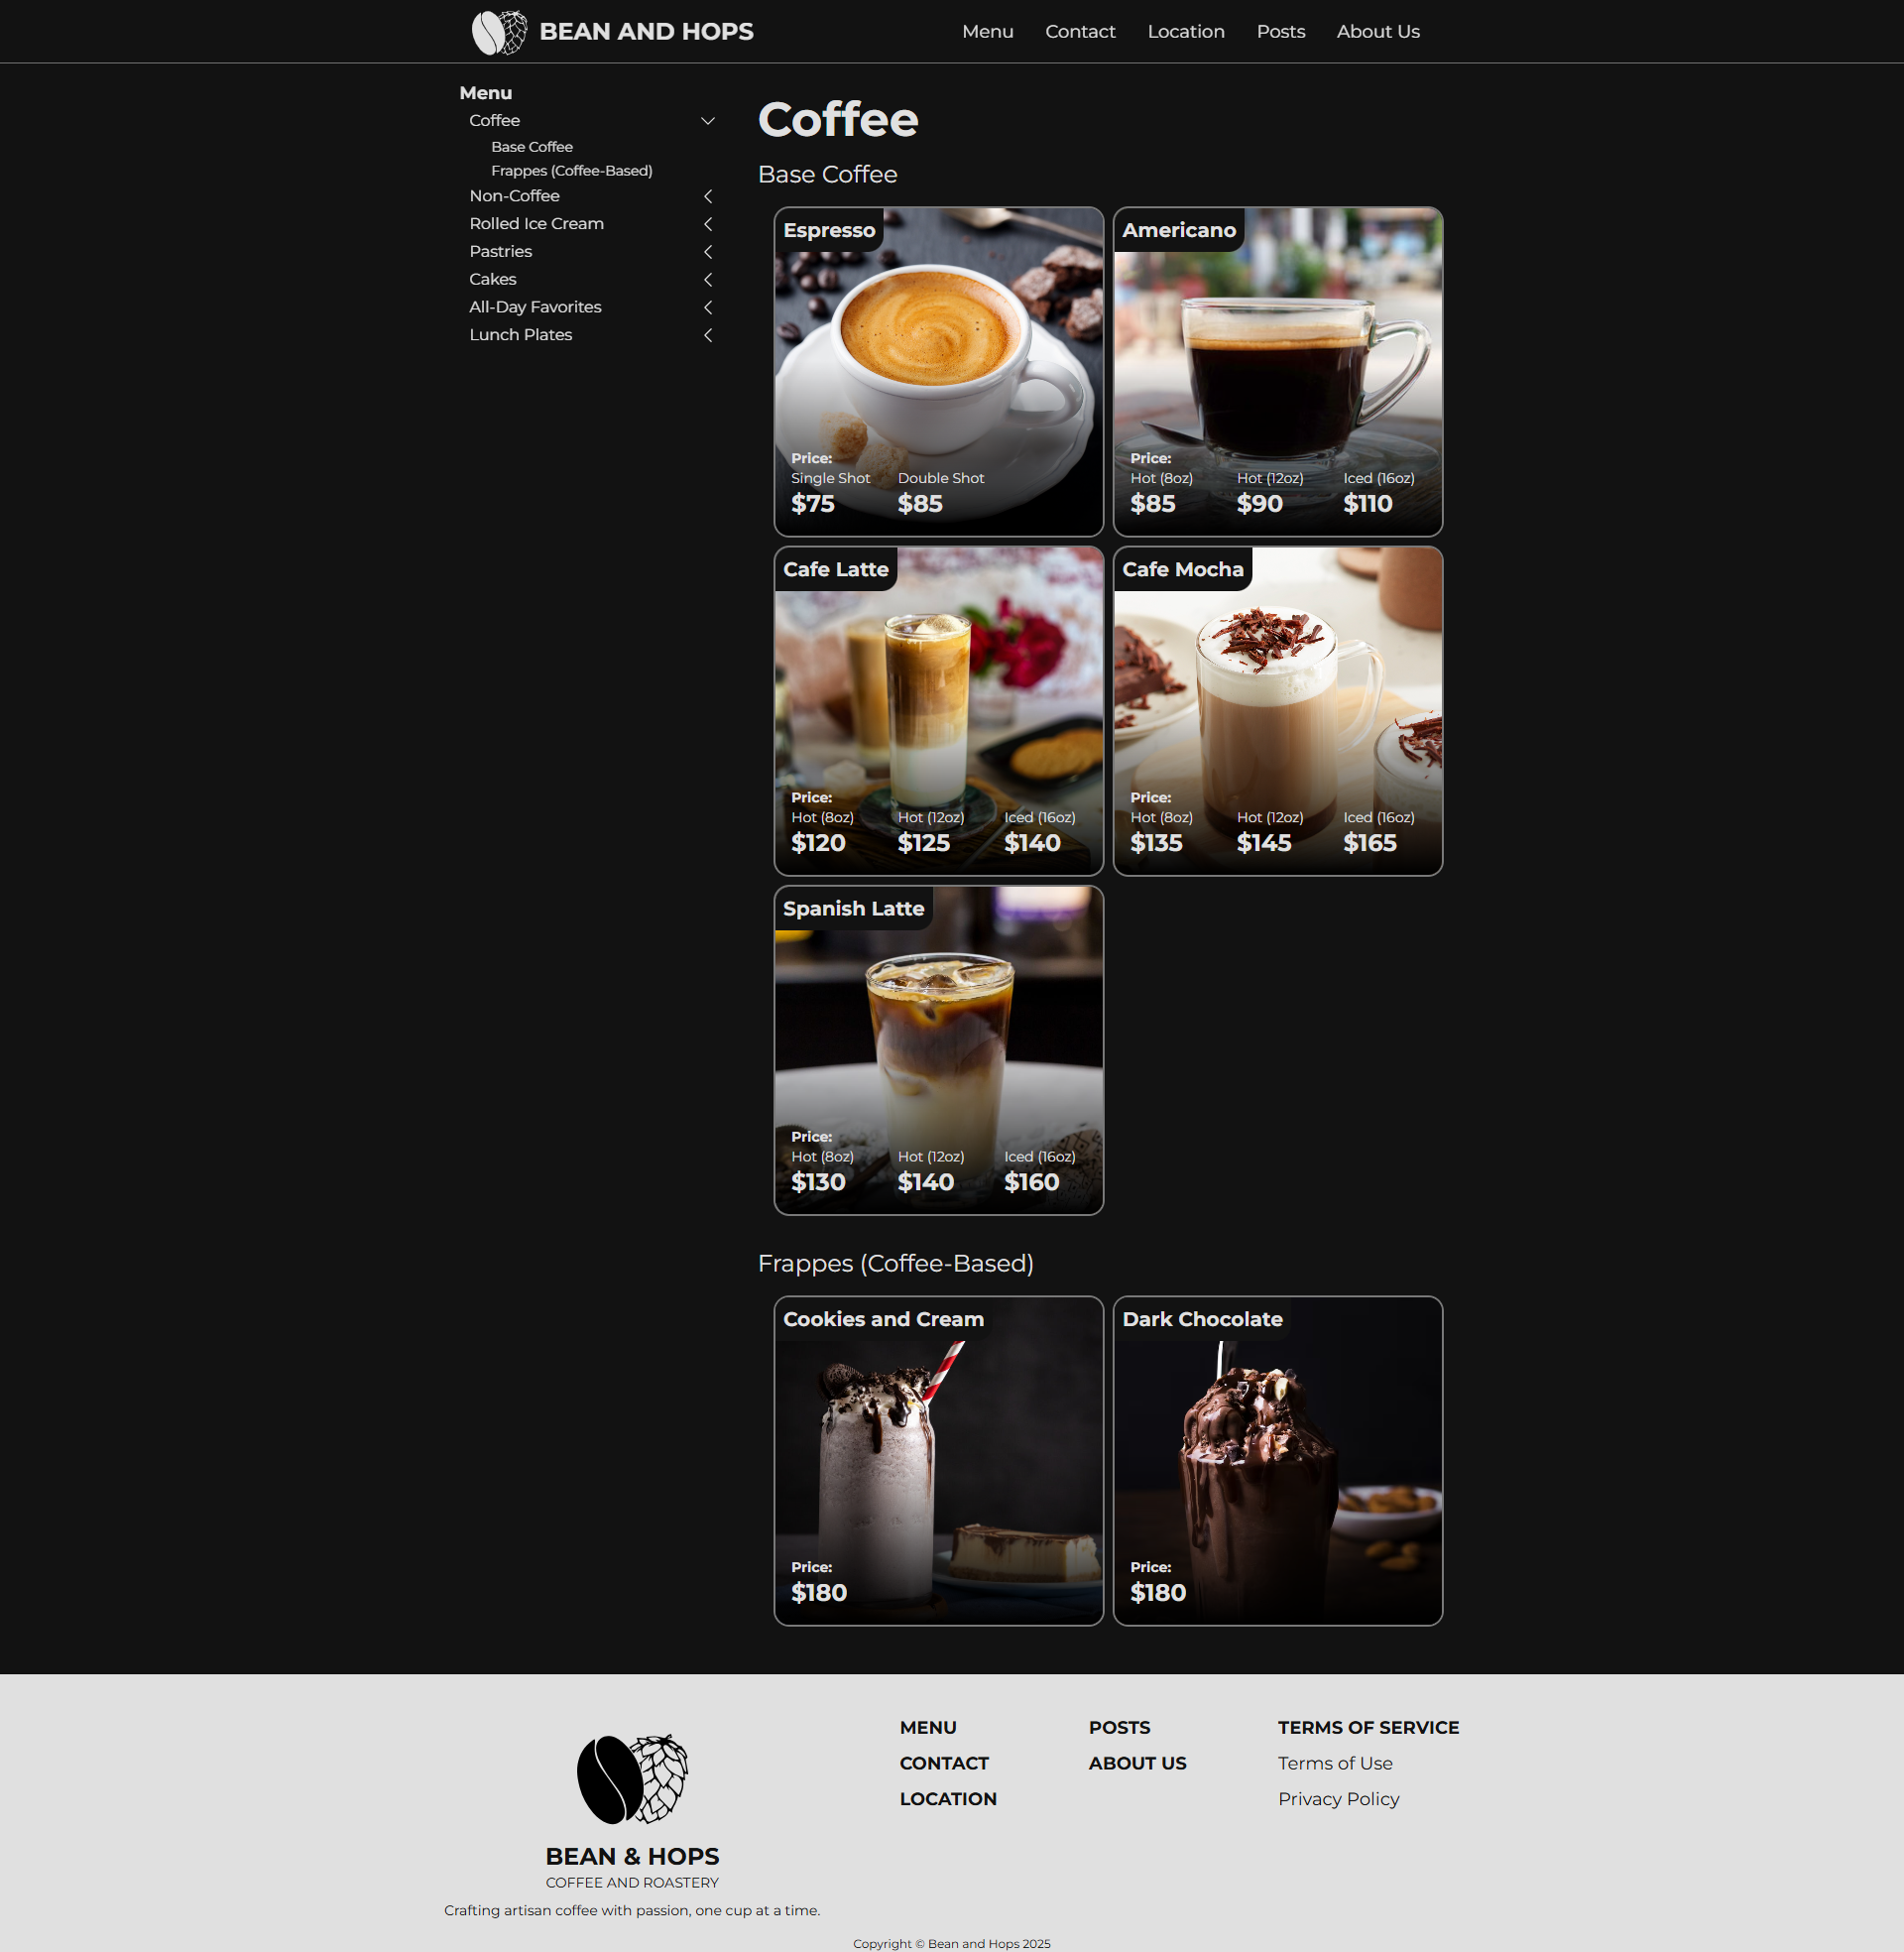 BEAN AND HOPS
Menu Contact Location Posts About Us
Menu
Coffee
Base Coffee
Frappes (Coffee-Based)
Non-Coffee
Rolled Ice Cream
Pastries
Cakes
All-Day Favorites
Lunch Plates
Coffee
Base Coffee
Espresso
Price:
Single Shot Double Shot
$75 $85
Americano
Price:
Hot (8oz) Hot (12oz) Iced (16oz)
$85 $90 $110
Cafe Latte
Price:
Hot (8oz) Hot (12oz) Iced (16oz)
$120 $125 $140
Cafe Mocha
Price:
Hot (8oz) Hot (12oz) Iced (16oz)
$135 $145 $165
Spanish Latte
Price:
Hot (8oz) Hot (12oz) Iced (16oz)
$130 $140 $160
Frappes (Coffee-Based)
Cookies and Cream
Price:
$180
Dark Chocolate
Price:
$180
BEAN & HOPS
COFFEE AND ROASTERY
Crafting artisan coffee with passion, one cup at a time.
MENU
CONTACT
LOCATION
POSTS
ABOUT US
TERMS OF SERVICE
Terms of Use
Privacy Policy
Copyright © Bean and Hops 2025